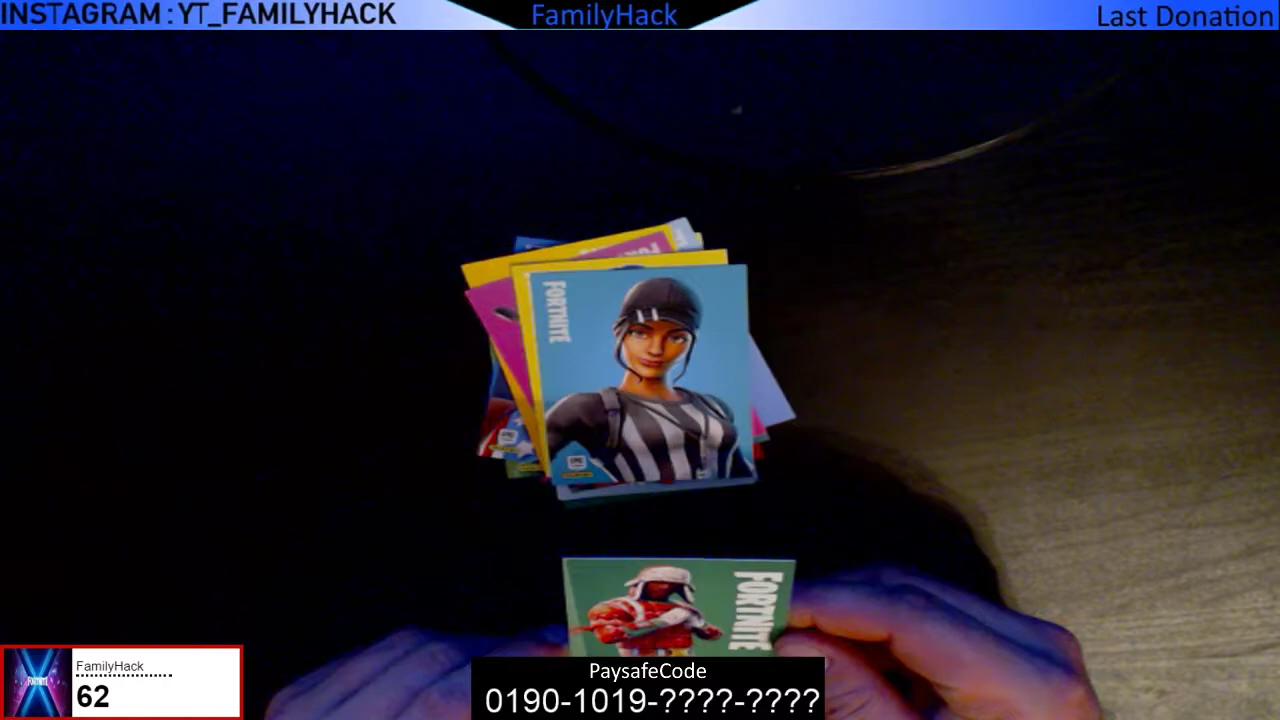 INSTAGRAM : YT_FAMILYHACK
FamilyHack
Last Donation
FORTNITE
FORTNITE
FamilyHack
62
PaysafeCode
0190-1019-????-????